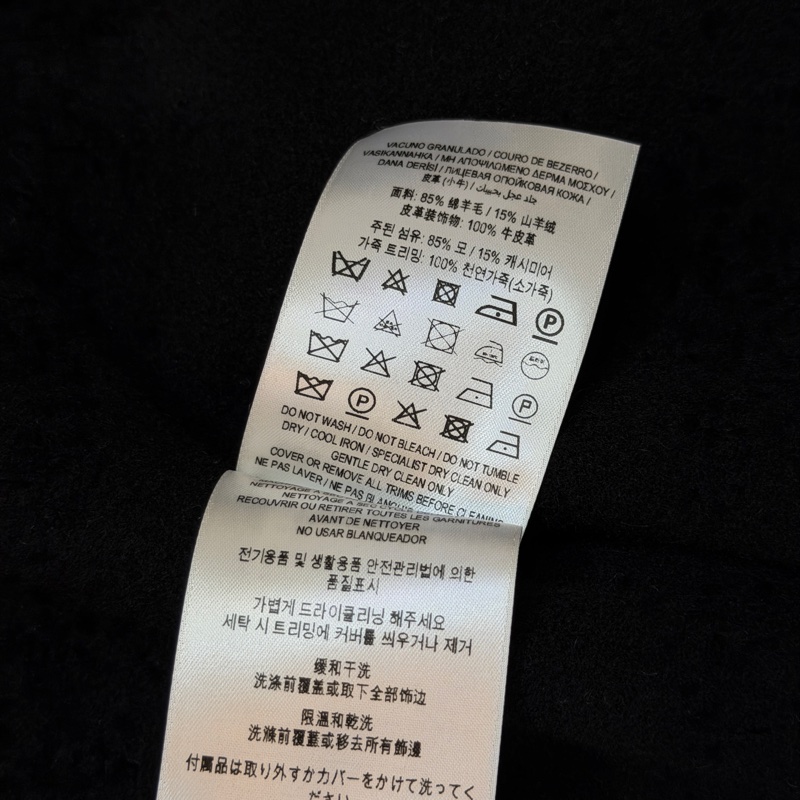 VACUNO GRANULADO / COURO DE BEZERRO /
VASIKANNAHKA / ΜΗ ΑΠΟΨΙΛΩΜΕΝΟ ΔΕΡΜΑ ΜΟΣΧΟΥ /
DANA DERİSİ / ЛИЦЕВАЯ ОПОЙКОВАЯ КОЖА /
皮革 (小牛) / جلد عجل بحبيبات
面料: 85% 绵羊毛 / 15% 山羊绒
皮革装饰物: 100% 牛皮革
주된 섬유: 85% 모 / 15% 캐시미어
가죽 트리밍: 100% 천연가죽(소가죽)
P
P
P
DO NOT WASH / DO NOT BLEACH / DO NOT TUMBLE
DRY / COOL IRON / SPECIALIST DRY CLEAN ONLY
GENTLE DRY CLEAN ONLY
COVER OR REMOVE ALL TRIMS BEFORE CLEANING
NE PAS LAVER / NE PAS BLANCHIR
NETTOYAGE A SEC
RECOUVRIR OU RETIRER TOUTES LES GARNITURES
AVANT DE NETTOYER
NO USAR BLANQUEADOR
전기용품 및 생활용품 안전관리법에 의한
품질표시
가볍게 드라이클리닝 해주세요
세탁 시 트리밍에 커버를 씌우거나 제거
缓和干洗
洗涤前覆盖或取下全部饰边
限溫和乾洗
洗滌前覆蓋或移去所有飾邊
付属品は取り外すかカバーをかけて洗ってく
ださい